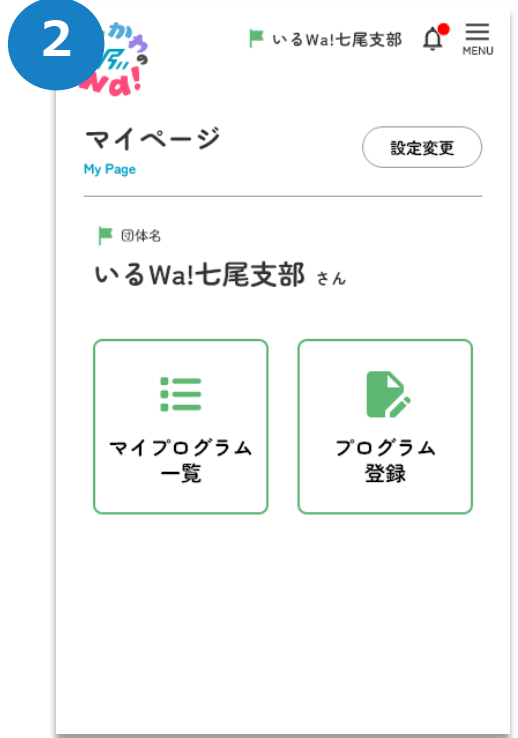 2
いるWa!七尾支部
MENU
Wa!
マイページ
設定変更
My Page
団体名
いるWa!七尾支部 さん
マイプログラム
一覧
プログラム
登録